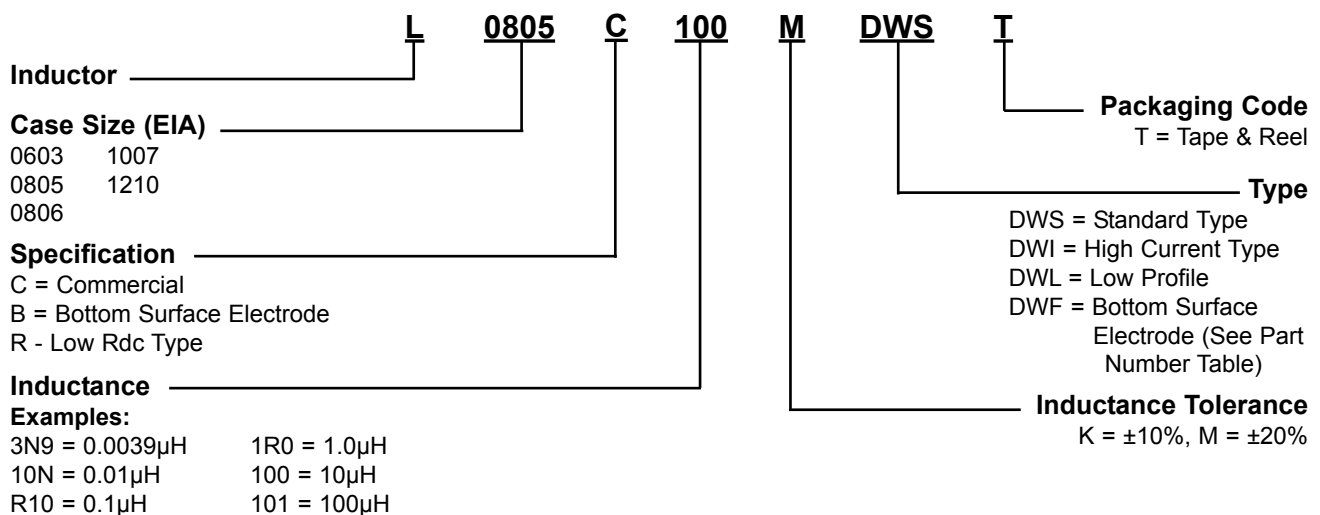 L 0805 C 100 M DWS T
Inductor
Case Size (EIA)
0603 1007
0805 1210
0806
Specification
C = Commercial
B = Bottom Surface Electrode
R - Low Rdc Type
Inductance
Examples:
3N9 = 0.0039µH 1R0 = 1.0µH
10N = 0.01µH 100 = 10µH
R10 = 0.1µH 101 = 100µH
Packaging Code
T = Tape & Reel
Type
DWS = Standard Type
DWI = High Current Type
DWL = Low Profile
DWF = Bottom Surface
Electrode (See Part
Number Table)
Inductance Tolerance
K = ±10%, M = ±20%